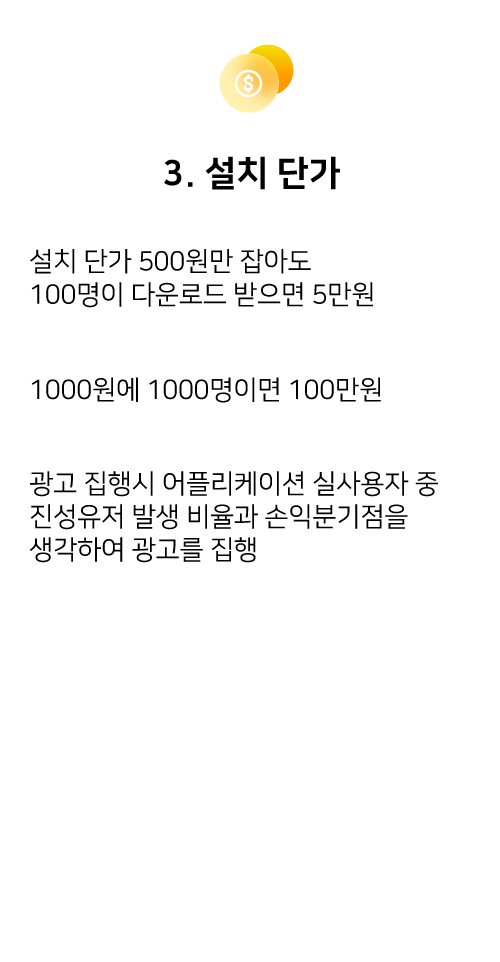 3. 설치 단가
설치 단가 500원만 잡아도
100명이 다운로드 받으면 5만원
1000원에 1000명이면 100만원
광고 집행시 어플리케이션 실사용자 중
진성유저 발생 비율과 손익분기점을
생각하여 광고를 집행